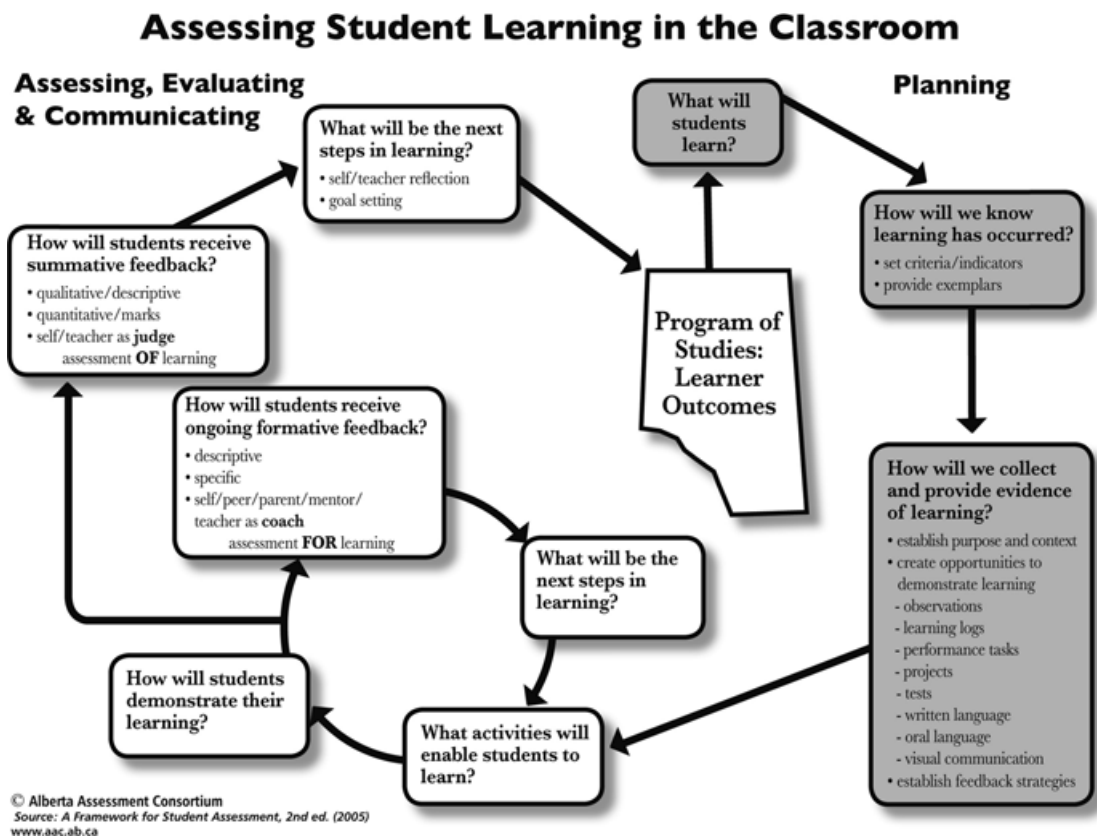 Assessing Student Learning in the Classroom
Assessing, Evaluating
& Communicating
Planning
What will be the next
steps in learning?
• self/teacher reflection
• goal setting
What will
students
learn?
How will we know
learning has occurred?
• set criteria/indicators
• provide exemplars
How will students receive
summative feedback?
• qualitative/descriptive
• quantitative/marks
• self/teacher as judge
assessment OF learning
Program of
Studies:
Learner
Outcomes
How will students receive
ongoing formative feedback?
• descriptive
• specific
• self/peer/parent/mentor/
teacher as coach
assessment FOR learning
How will we collect
and provide evidence
of learning?
• establish purpose and context
• create opportunities to
demonstrate learning
- observations
- learning logs
- performance tasks
- projects
- tests
- written language
- oral language
- visual communication
• establish feedback strategies
What will be the
next steps in
learning?
How will students
demonstrate their
learning?
What activities will
enable students to
learn?
© Alberta Assessment Consortium
Source: A Framework for Student Assessment, 2nd ed. (2005)
www.aac.ab.ca